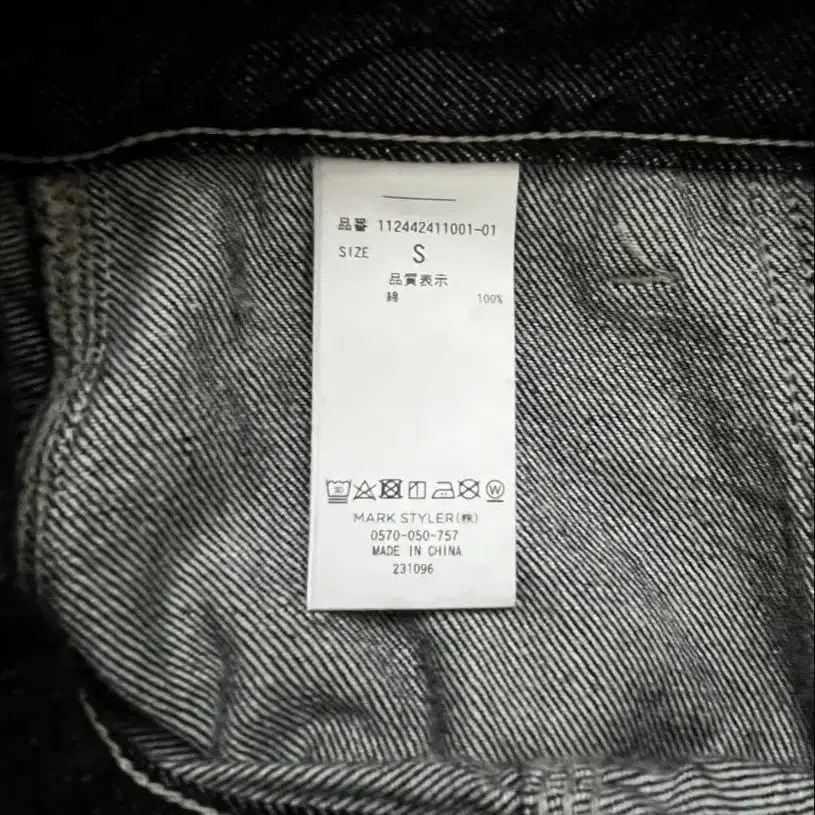 品番 112442411001-01
SIZE S
品質表示
綿 100%
30 W
MARK STYLER(株)
0570-050-757
MADE IN CHINA
231096